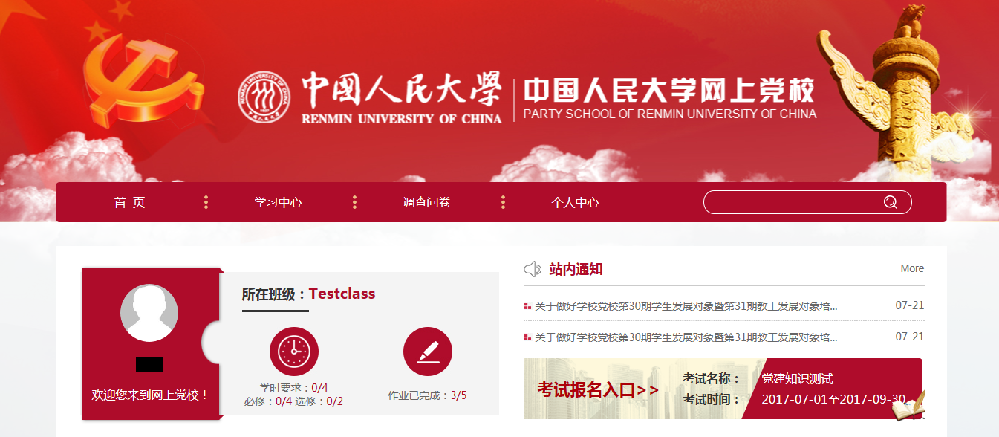 中國人民大學
RENMIN UNIVERSITY OF CHINA
中国人民大学网上党校
PARTY SCHOOL OF RENMIN UNIVERSITY OF CHINA
首 页 学习中心 调查问卷 个人中心
欢迎您来到网上党校！
所在班级：Testclass
学时要求：0/4
必修：0/4 选修：0/2
作业已完成：3/5
站内通知 More
关于做好学校党校第30期学生发展对象暨第31期教工发展对象培... 07-21
关于做好学校党校第30期学生发展对象暨第31期教工发展对象培... 07-21
考试报名入口>>
考试名称： 党建知识测试
考试时间： 2017-07-01至2017-09-30